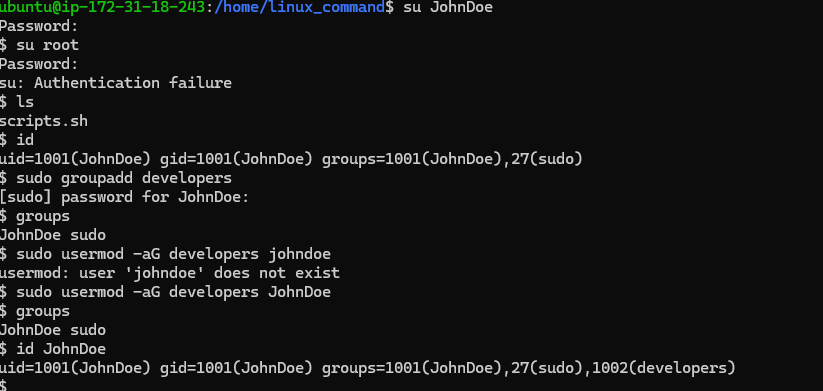 ubuntu@ip-172-31-18-243:/home/linux_command$ su JohnDoe
Password:
$ su root
Password:
su: Authentication failure
$ ls
scripts.sh
$ id
uid=1001(JohnDoe) gid=1001(JohnDoe) groups=1001(JohnDoe),27(sudo)
$ sudo groupadd developers
[sudo] password for JohnDoe:
$ groups
JohnDoe sudo
$ sudo usermod -aG developers johndoe
usermod: user 'johndoe' does not exist
$ sudo usermod -aG developers JohnDoe
$ groups
JohnDoe sudo
$ id JohnDoe
uid=1001(JohnDoe) gid=1001(JohnDoe) groups=1001(JohnDoe),27(sudo),1002(developers)
$